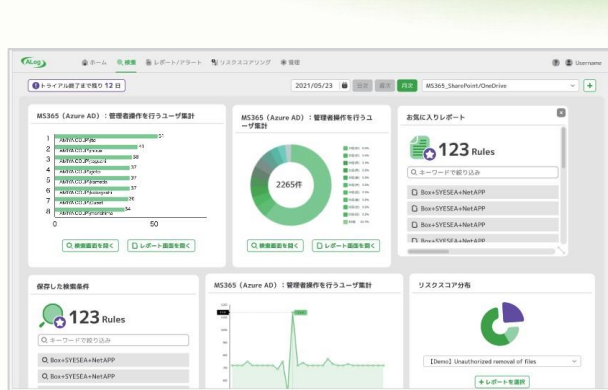 ALog
ホーム 検索 レポート/アラート リスクスコアリング 管理
Username
トライアル終了まで残り 12 日
2021/05/23
月次
MS365_SharePoint/OneDrive
MS365 (Azure AD) : 管理者操作を行うユーザ集計
1
51
2
43
3
38
4
37
5
37
6
37
7
36
8
34
0 50
検索画面を開く レポート画面を開く
MS365 (Azure AD) : 管理者操作を行うユーザ集計
2265件
検索画面を開く レポート画面を開く
お気に入りレポート
123 Rules
キーワードで絞り込み
Box+SYESEA+NetAPP
Box+SYESEA+NetAPP
Box+SYESEA+NetAPP
保存した検索条件
123 Rules
キーワードで絞り込み
Box+SYESEA+NetAPP
Box+SYESEA+NetAPP
MS365 (Azure AD) : 管理者操作を行うユーザ集計
リスクスコア分布
【Demo】Unauthorized removal of files
+ レポートを選択